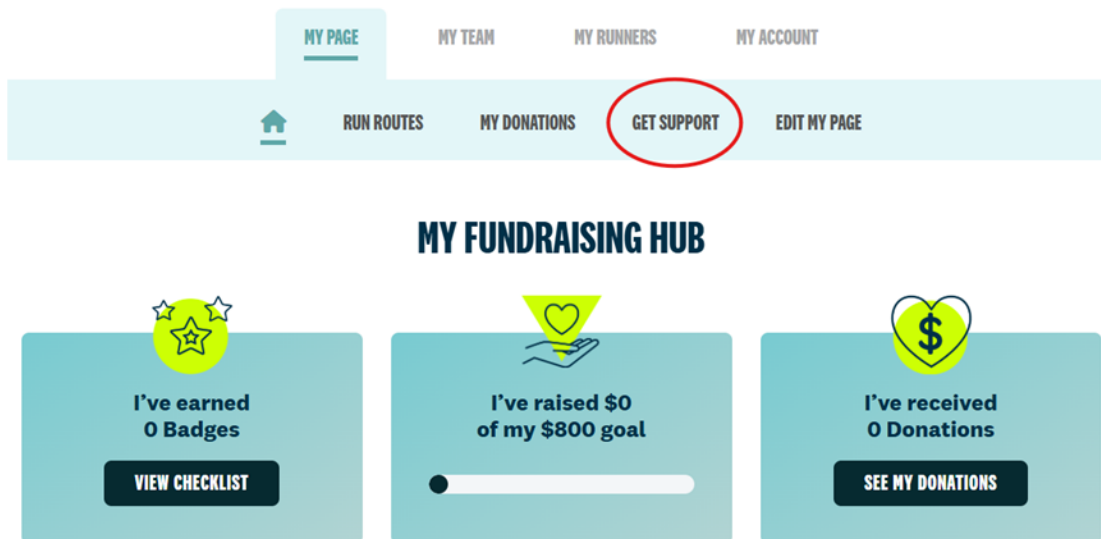 MY PAGE MY TEAM MY RUNNERS MY ACCOUNT
RUN ROUTES MY DONATIONS GET SUPPORT EDIT MY PAGE
MY FUNDRAISING HUB
I've earned
0 Badges
VIEW CHECKLIST
I've raised $0
of my $800 goal
$
I've received
0 Donations
SEE MY DONATIONS